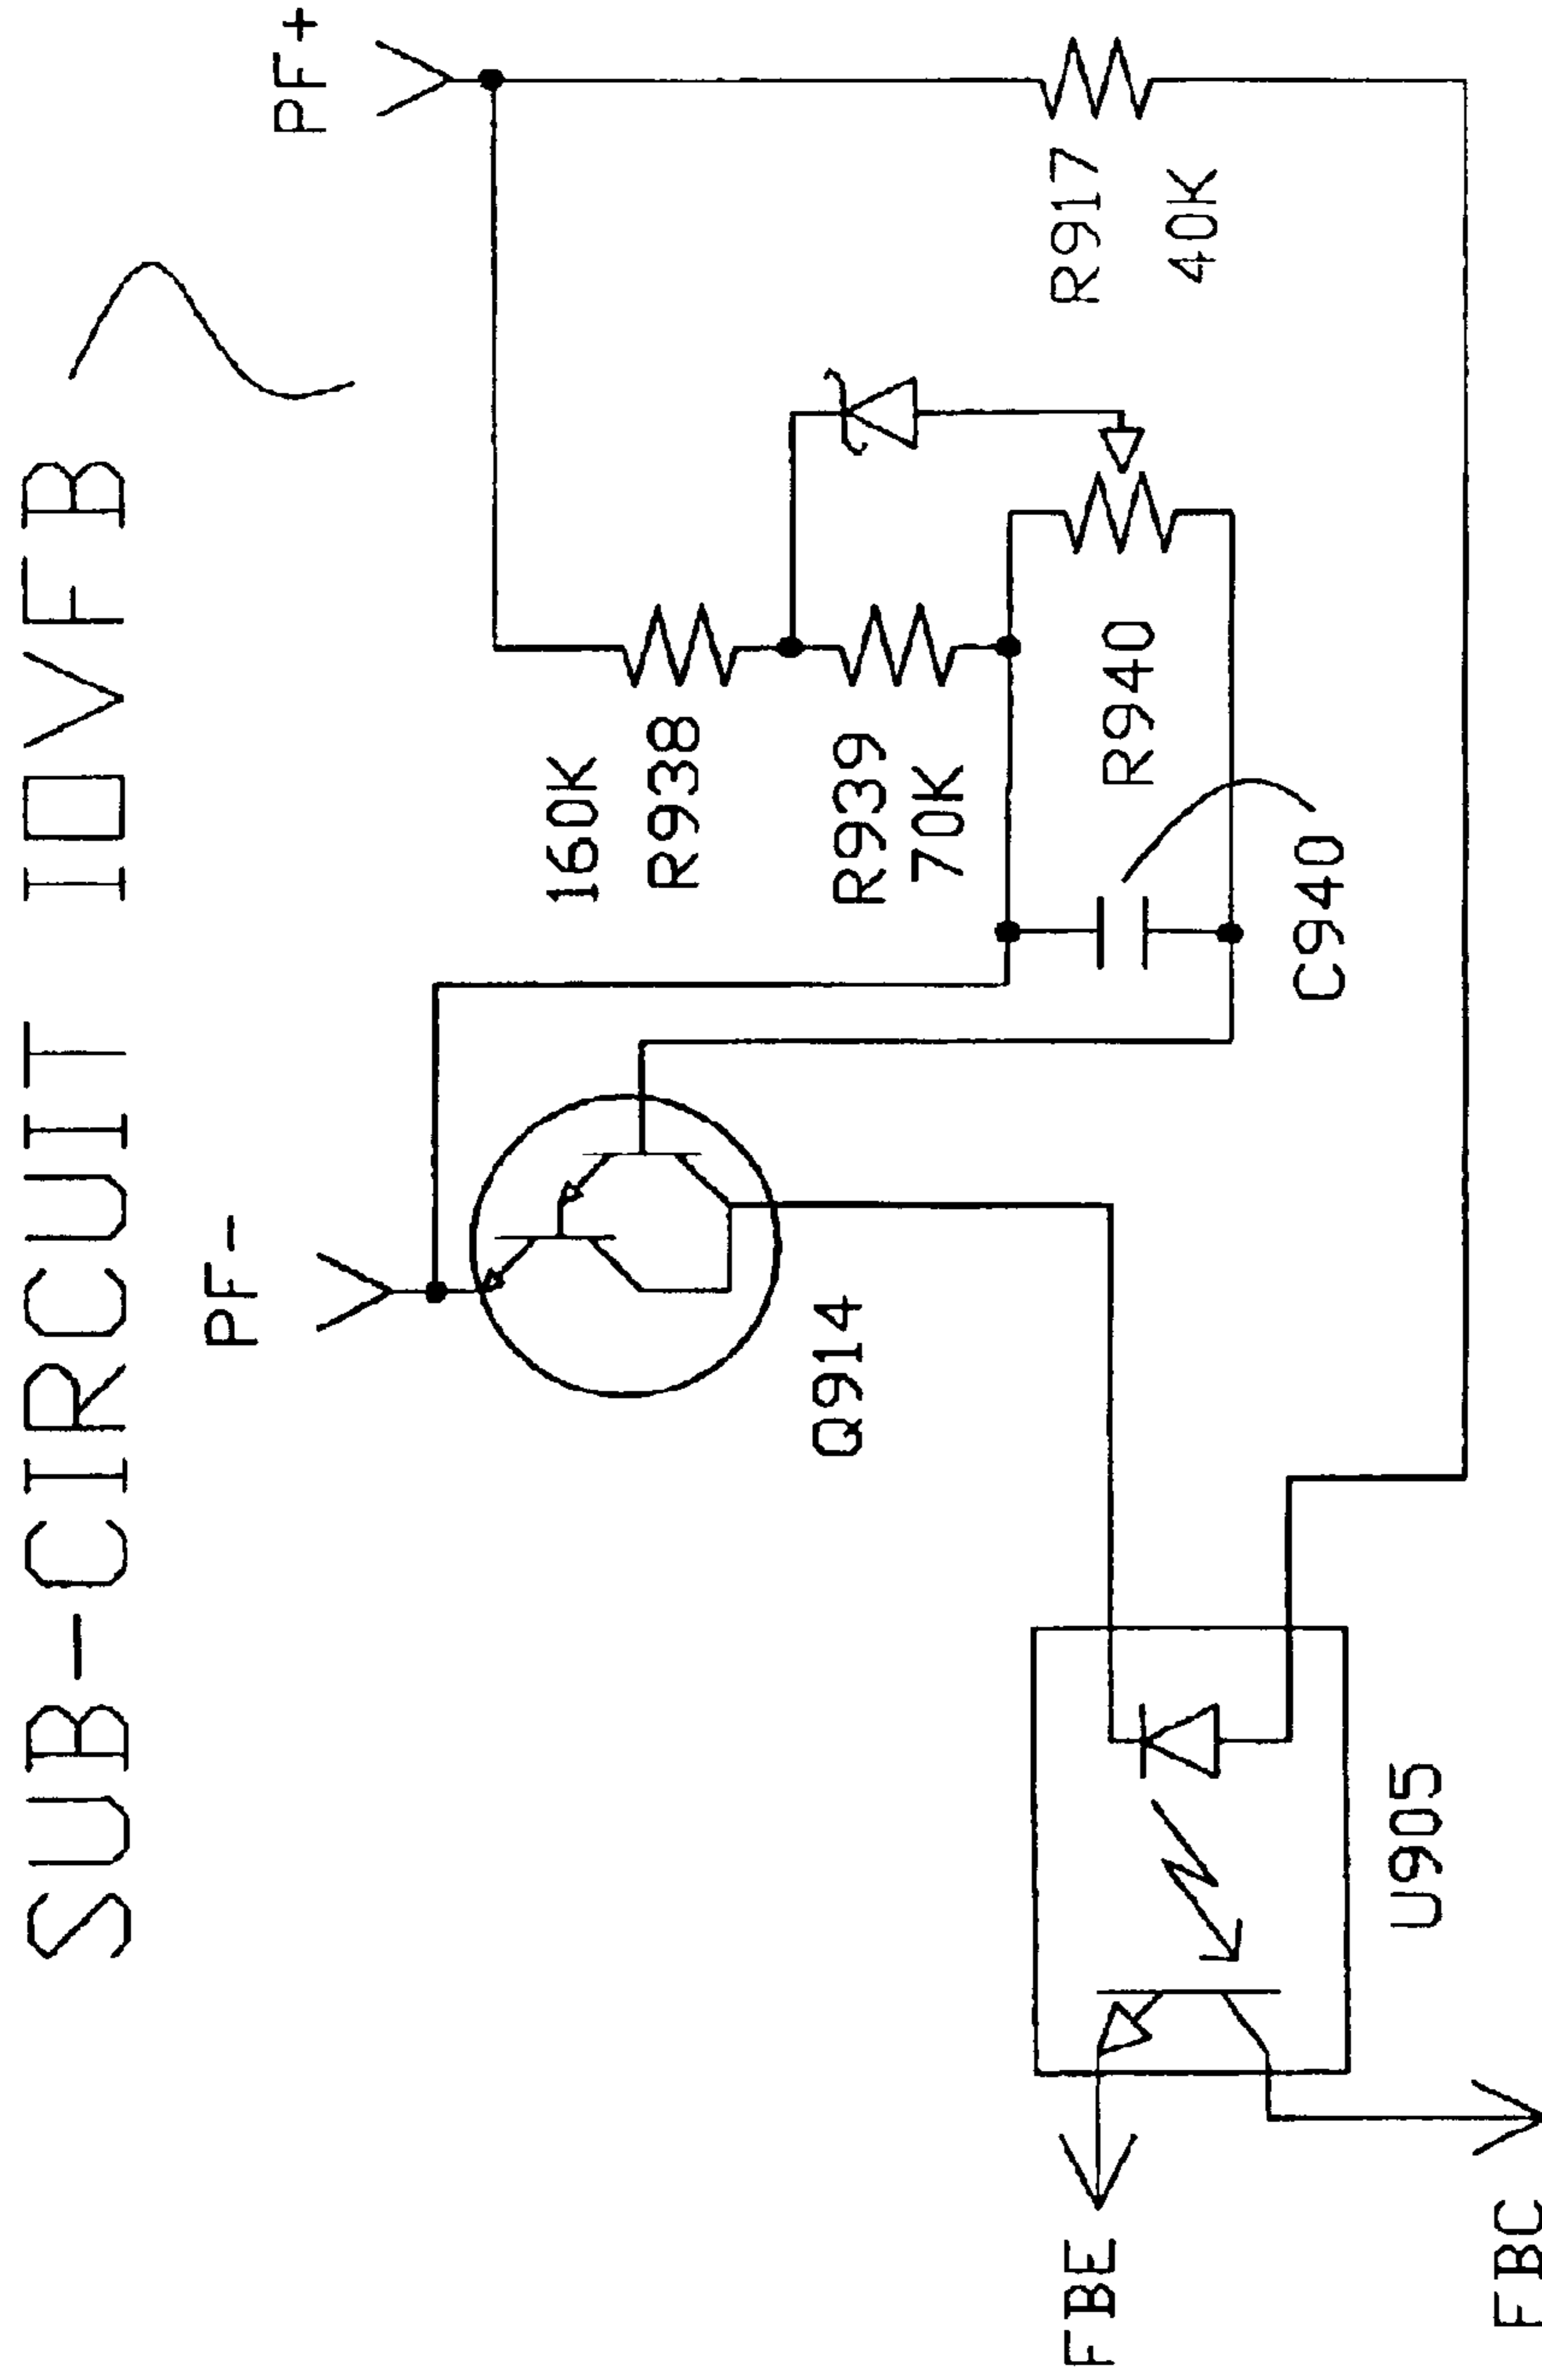 SUB-CIRCUIT IOVFB
PF-
PF+
160K
R938
R939
70K
R940
C940
R917
40K
Q914
U905
FBE
FBC